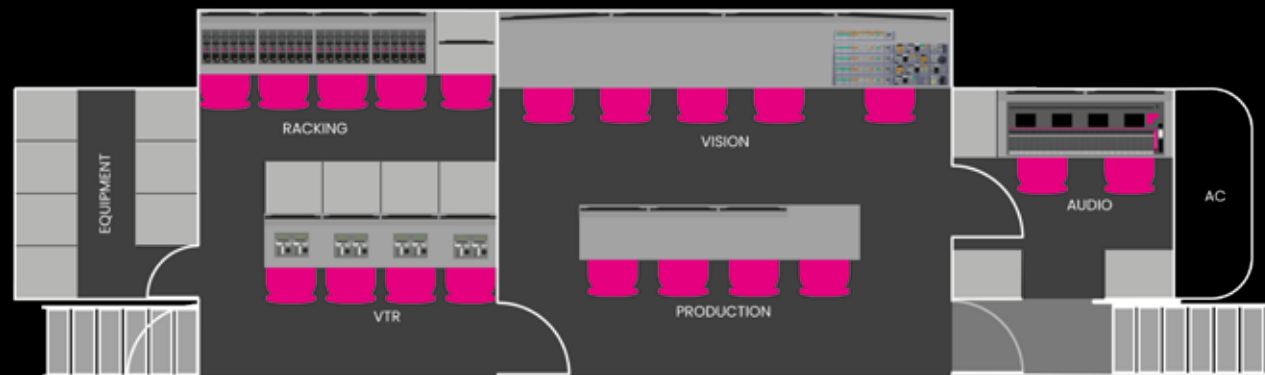 RACKING
VISION
EQUIPMENT
AUDIO
AC
VTR
PRODUCTION